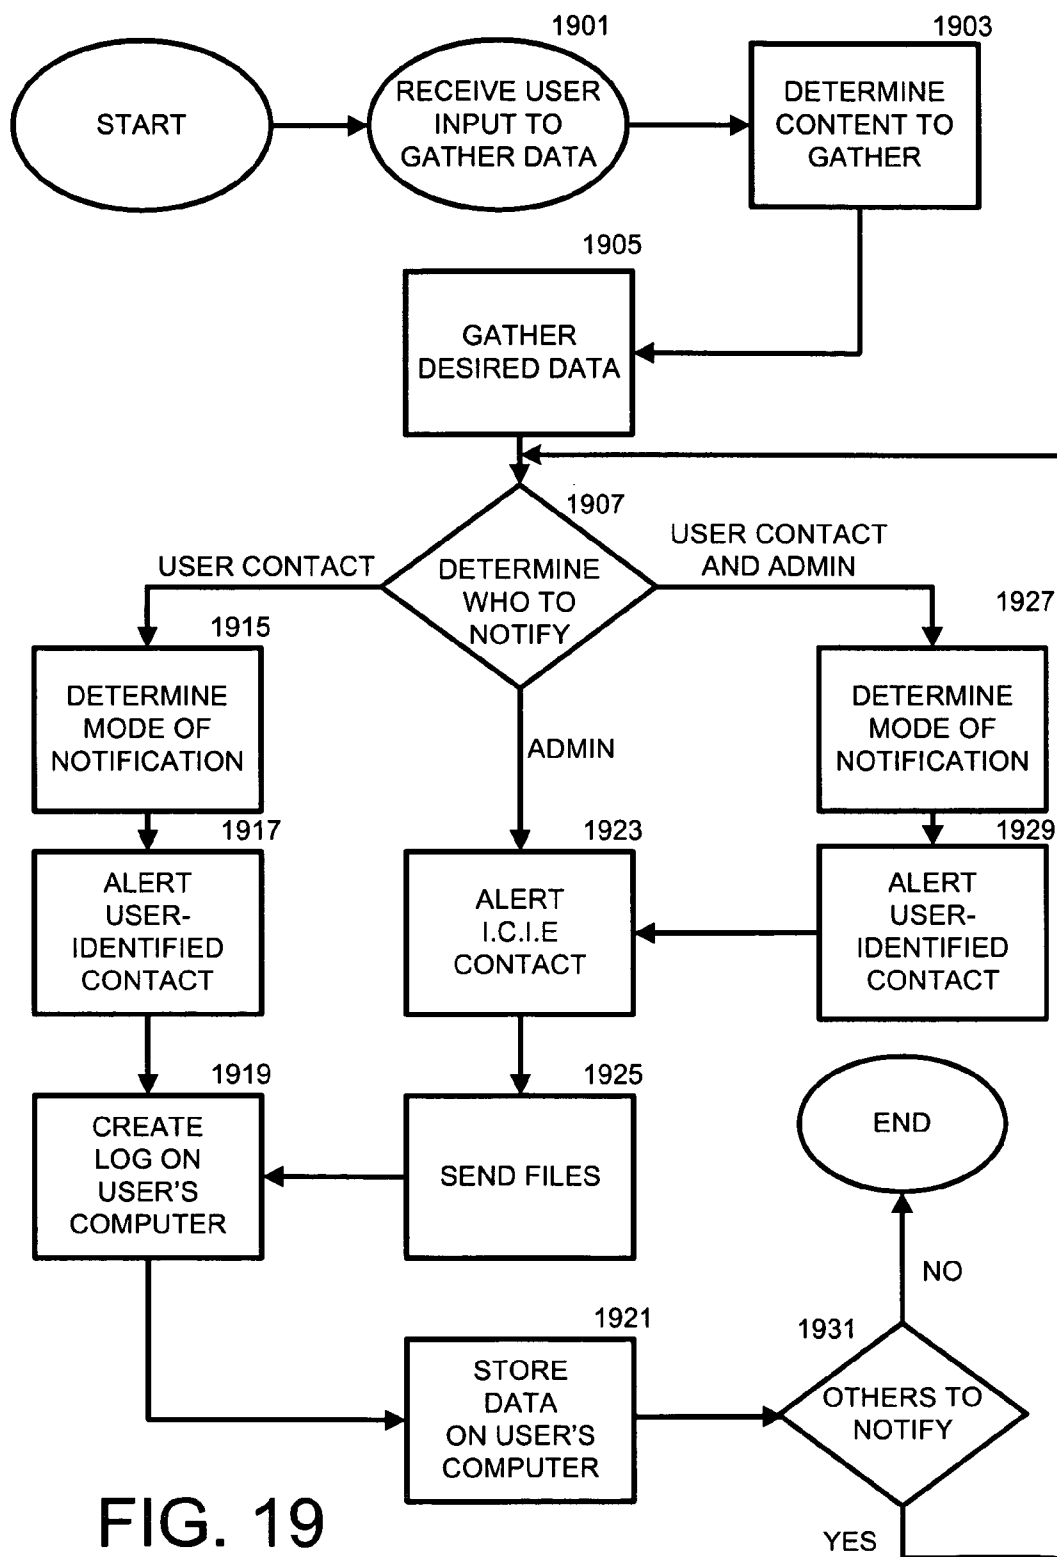 1901
1903
START
RECEIVE USER
INPUT TO
GATHER DATA
DETERMINE
CONTENT TO
GATHER
1905
GATHER
DESIRED DATA
1907
DETERMINE
WHO TO
NOTIFY
USER CONTACT
USER CONTACT
AND ADMIN
ADMIN
1915
DETERMINE
MODE OF
NOTIFICATION
1927
DETERMINE
MODE OF
NOTIFICATION
1917
ALERT
USER-
IDENTIFIED
CONTACT
1923
ALERT
I.C.I.E
CONTACT
1929
ALERT
USER-
IDENTIFIED
CONTACT
1919
CREATE
LOG ON
USER'S
COMPUTER
1925
SEND FILES
END
NO
1921
STORE
DATA
ON USER'S
COMPUTER
1931
OTHERS TO
NOTIFY
YES
FIG. 19